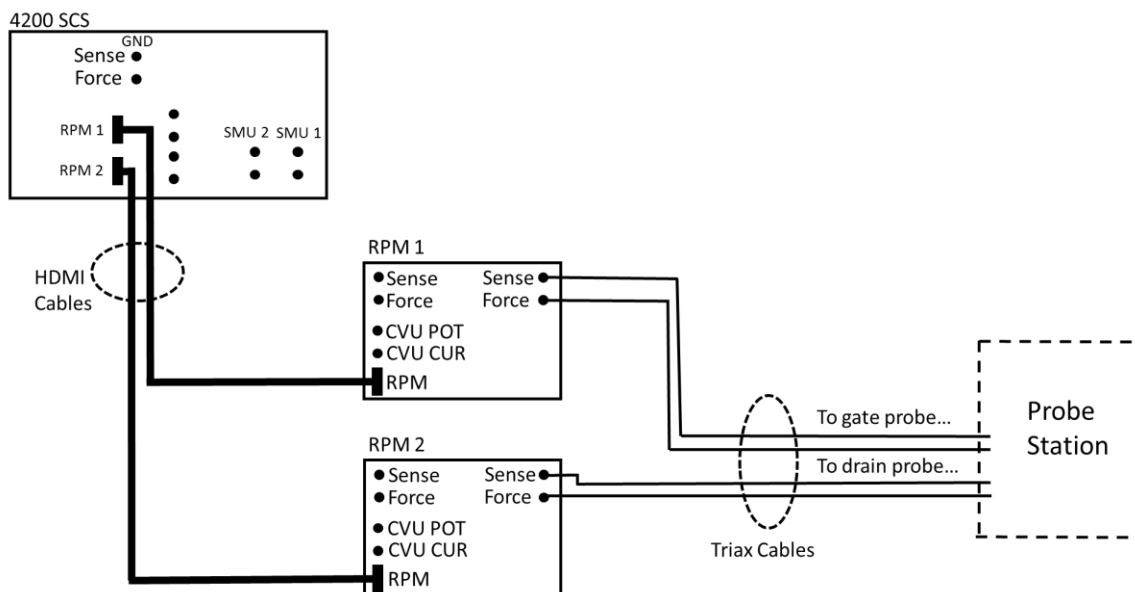 4200 SCS
GND
Sense
Force
RPM 1
SMU 2 SMU 1
RPM 2
HDMI
Cables
RPM 1
Sense Sense
Force Force
CVU POT
CVU CUR
RPM
To gate probe...
Probe
Station
To drain probe...
Triax Cables
RPM 2
Sense Sense
Force Force
CVU POT
CVU CUR
RPM